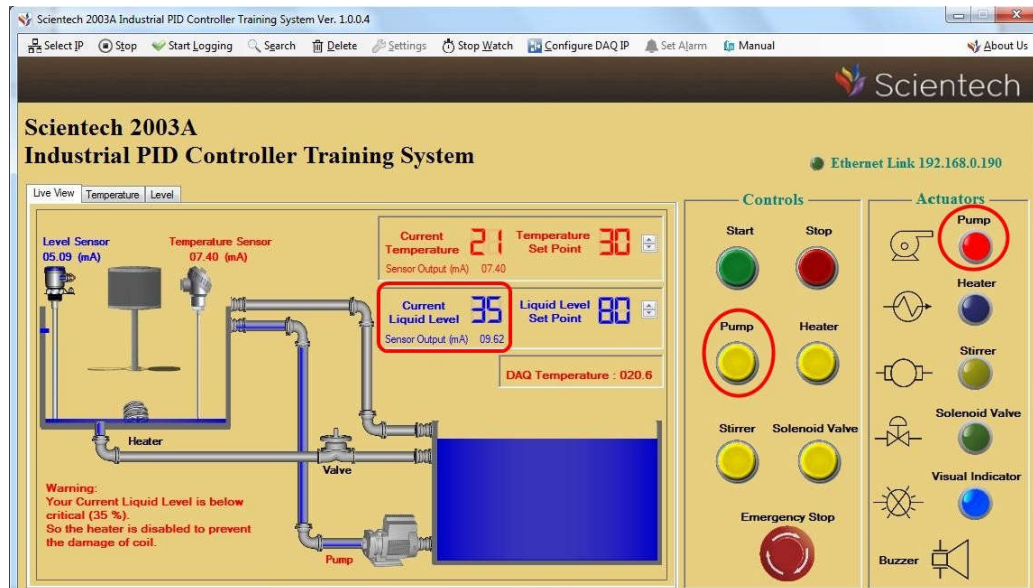 Scientech 2003A Industrial PID Controller Training System Ver. 1.0.0.4
Select IP Stop Start Logging Search Delete Settings Stop Watch Configure DAQ IP Set Alarm Manual About Us
Scientech
Scientech 2003A
Industrial PID Controller Training System
Ethernet Link 192.168.0.190
Live View Temperature Level
Level Sensor
05.09 (mA)
Temperature Sensor
07.40 (mA)
Current
Temperature 21
Sensor Output (mA) 07.40
Temperature
Set Point 30
Current
Liquid Level 35
Sensor Output (mA) 09.62
Liquid Level
Set Point 80
DAQ Temperature : 020.6
Heater
Valve
Warning:
Your Current Liquid Level is below
critical (35 %).
So the heater is disabled to prevent
the damage of coil.
Pump
Controls
Start Stop
Pump Heater
Stirrer Solenoid Valve
Emergency Stop
Actuators
Pump
Heater
Stirrer
Solenoid Valve
Visual Indicator
Buzzer